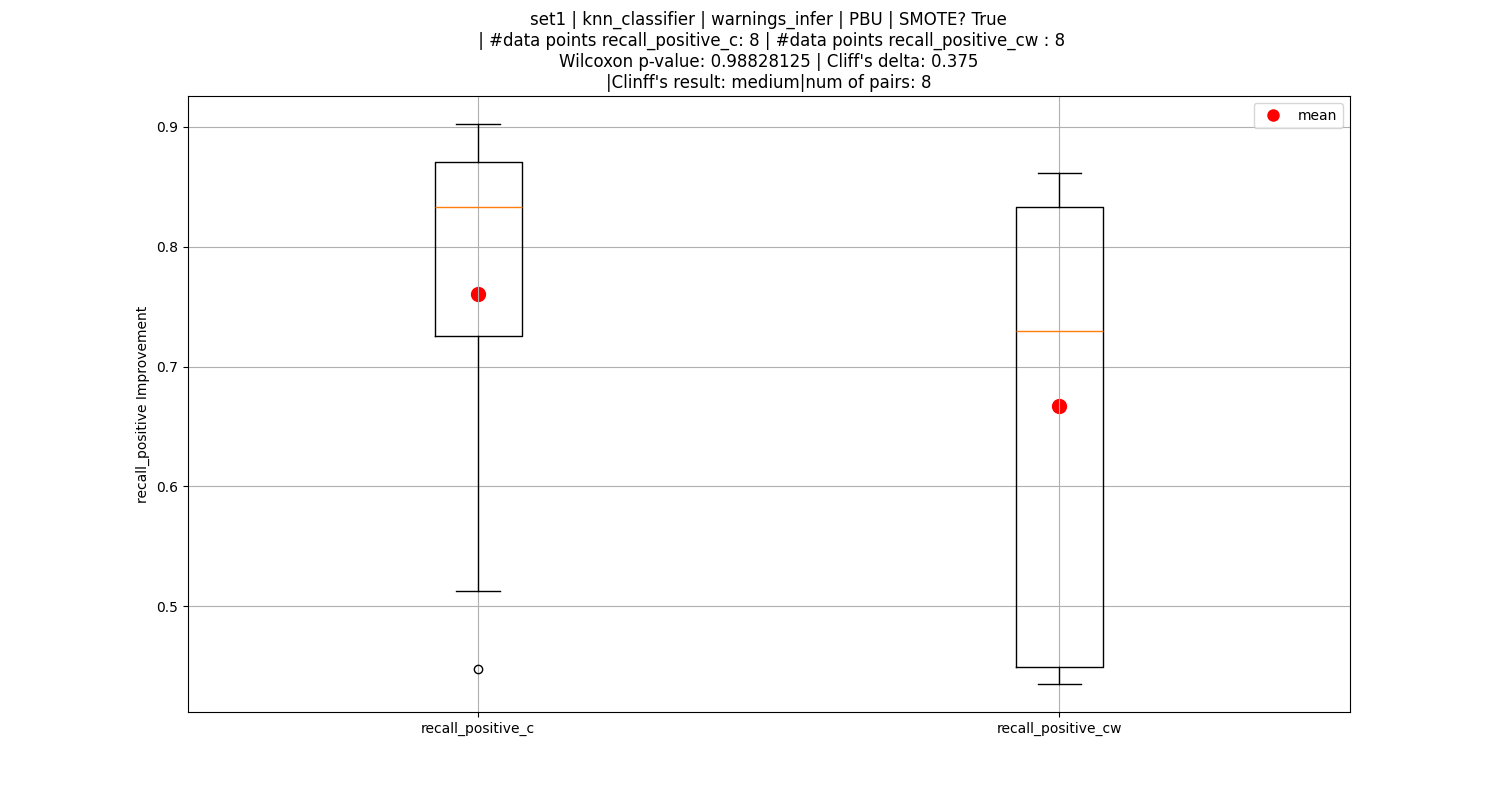 set1 | knn_classifier | warnings_infer | PBU | SMOTE? True
| #data points recall_positive_c: 8 | #data points recall_positive_cw : 8
Wilcoxon p-value: 0.98828125 | Cliff's delta: 0.375
|Clinff's result: medium|num of pairs: 8
mean
0.9
0.8
0.7
0.6
0.5
recall_positive Improvement
recall_positive_c
recall_positive_cw